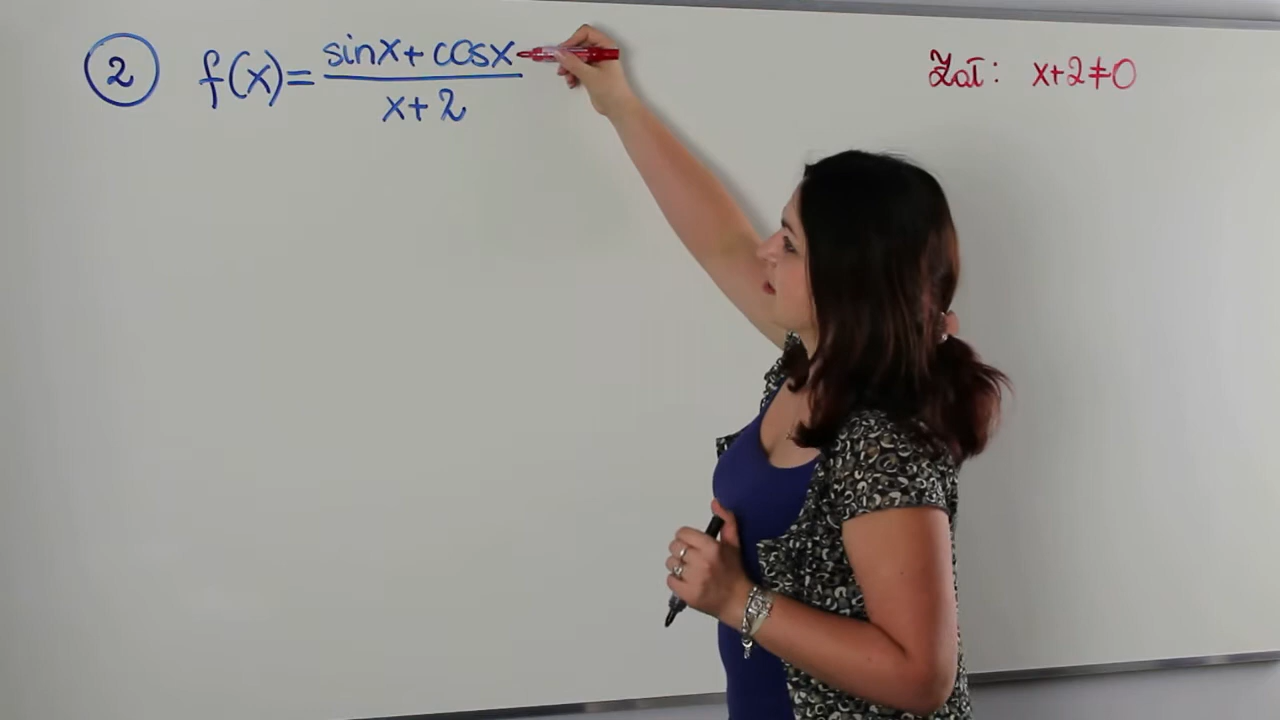 ② f(x)= sinx+cosx
x+2
Zał: x+2≠0